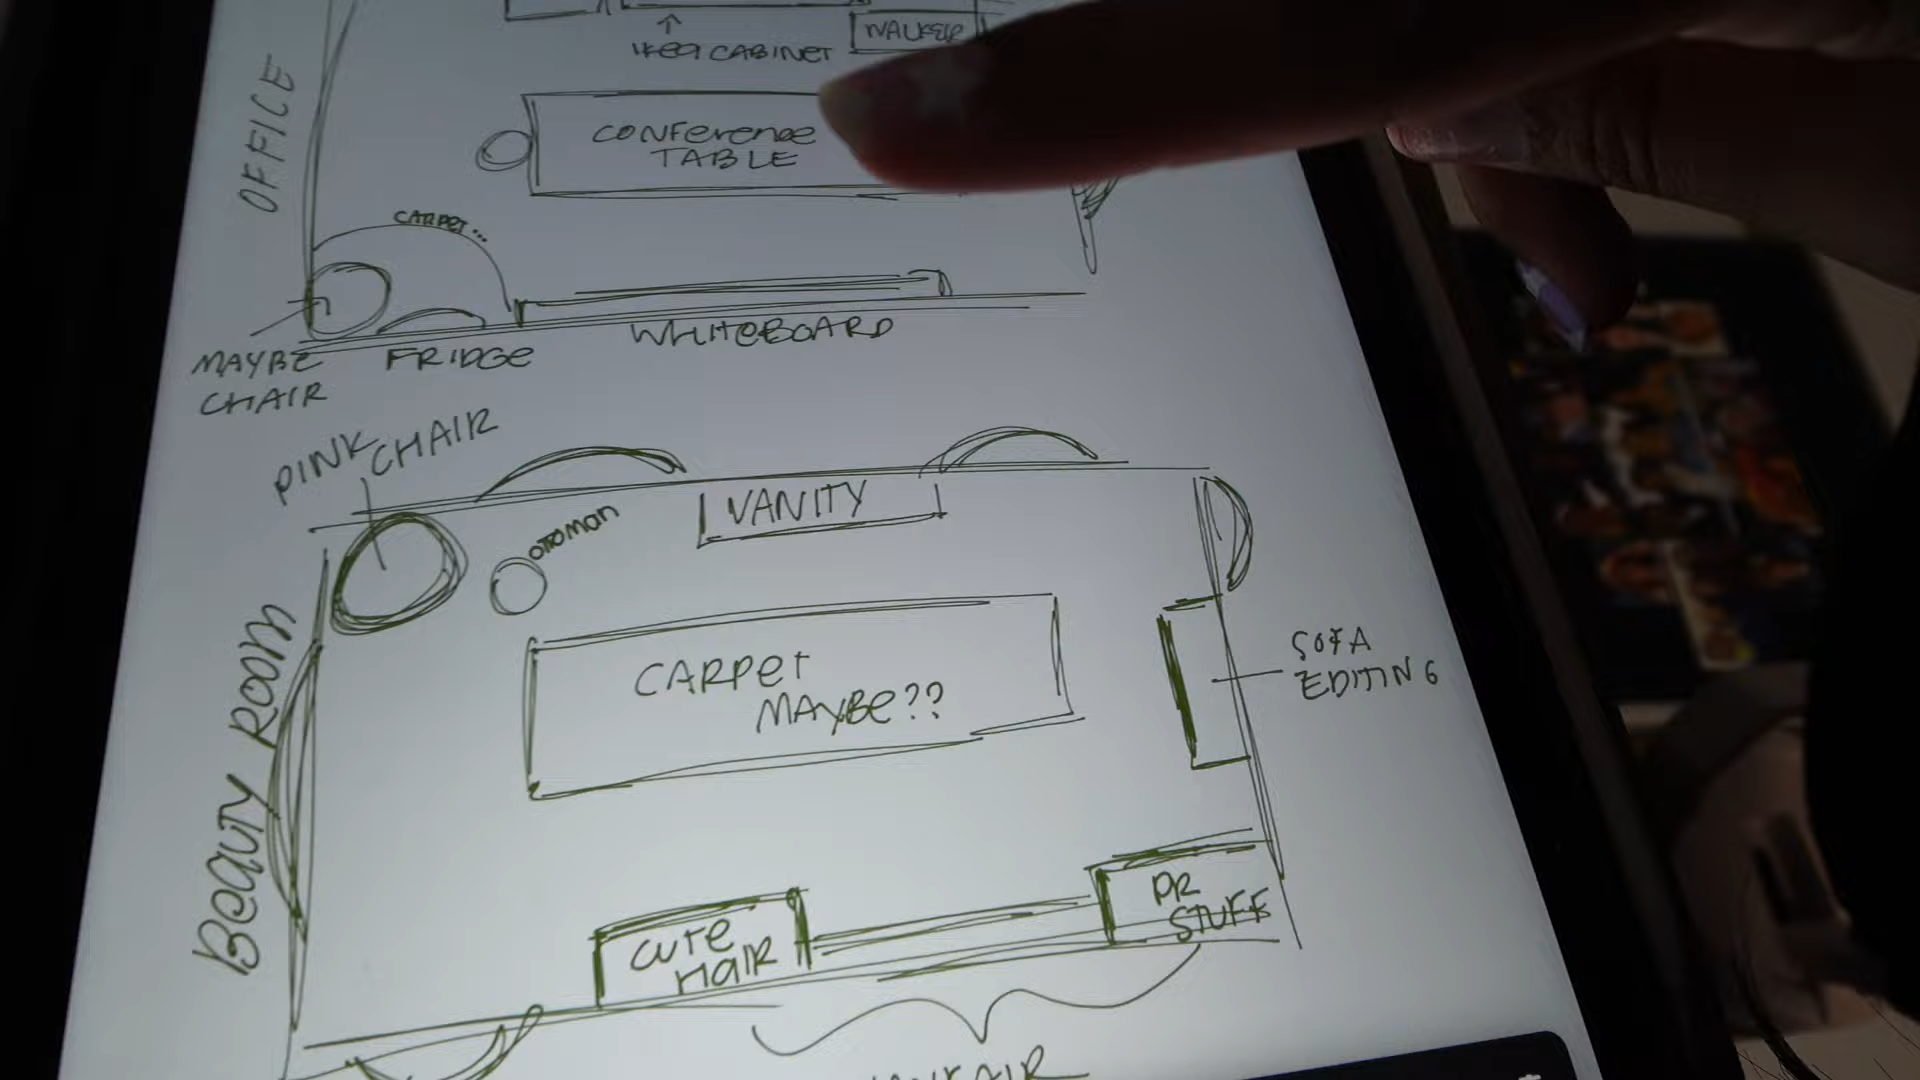 WALKER
IKEA CABINET
OFFICE
CONFERENCE
TABLE
CARPET...
WHITEBOARD
MAYBE
CHAIR
FRIDGE
PINK CHAIR
OTTOMAN
VANITY
BEAUTY ROOM
CARPET
MAYBE??
SOFA
EDITING
CUTE
HAIR
PR
STUFF